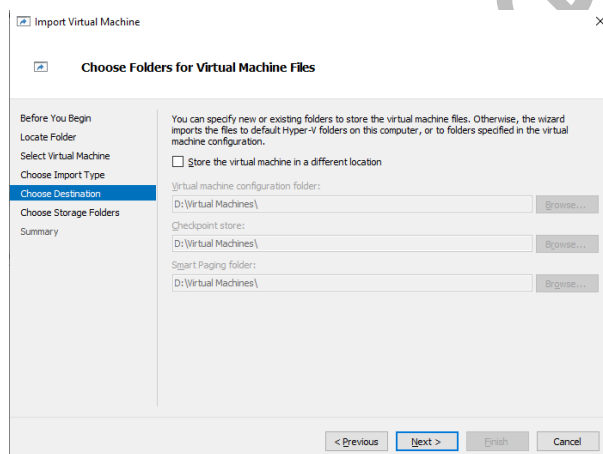 Import Virtual Machine
Choose Folders for Virtual Machine Files
Before You Begin
Locate Folder
Select Virtual Machine
Choose Import Type
Choose Destination
Choose Storage Folders
Summary
You can specify new or existing folders to store the virtual machine files. Otherwise, the wizard
imports the files to default Hyper-V folders on this computer, or to folders specified in the virtual
machine configuration.
Store the virtual machine in a different location
Virtual machine configuration folder:
D:\Virtual Machines\ Browse...
Checkpoint store:
D:\Virtual Machines\ Browse...
Smart Paging folder:
D:\Virtual Machines\ Browse...
< Previous Next > Finish Cancel